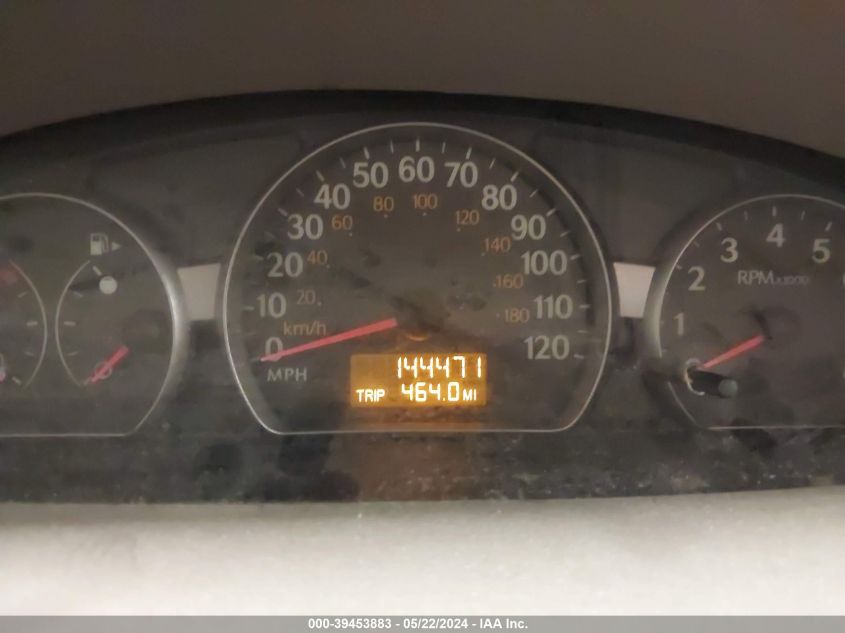 0 10 20 30 40 50 60 70 80 90 100 110 120
20 40 60 80 100 120 140 160 180
km/h
MPH
144471
TRIP 464.0 MI
1 2 3 4 5
RPM x1000
000-39453883 - 05/22/2024 - IAA Inc.